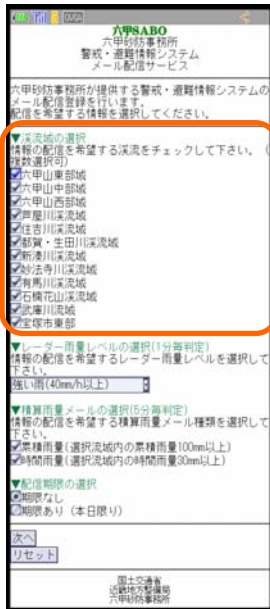 六甲SABO
六甲砂防事務所
警戒・避難情報システム
メール配信サービス
六甲砂防事務所が提供する警戒・避難情報システムの
メール配信登録を行います。
配信を希望する情報を選択してください。
▼渓流域の選択
情報の配信を希望する渓流をチェックして下さい。(
複数選択可)
六甲山東部域
六甲山中部域
六甲山西部域
芦屋川渓流域
住吉川渓流域
都賀・生田川渓流域
新湊川渓流域
妙法寺川渓流域
有馬川渓流域
石楠花山渓流域
武庫川流域
宝塚市東部
▼レーダー雨量レベルの選択(1分毎判定)
情報の配信を希望するレーダー雨量レベルを選択して
下さい。
強い雨(40mm/h以上)
▼積算雨量メールの選択(5分毎判定)
情報の配信を希望する積算雨量メール種類を選択して
下さい。
累積雨量(選択流域内の累積雨量100mm以上)
時間雨量(選択流域内の時間雨量30mm以上)
▼配信期限の選択
期限なし
期限あり(本日限り)
次へ
リセット
国土交通省
近畿地方整備局
六甲砂防事務所